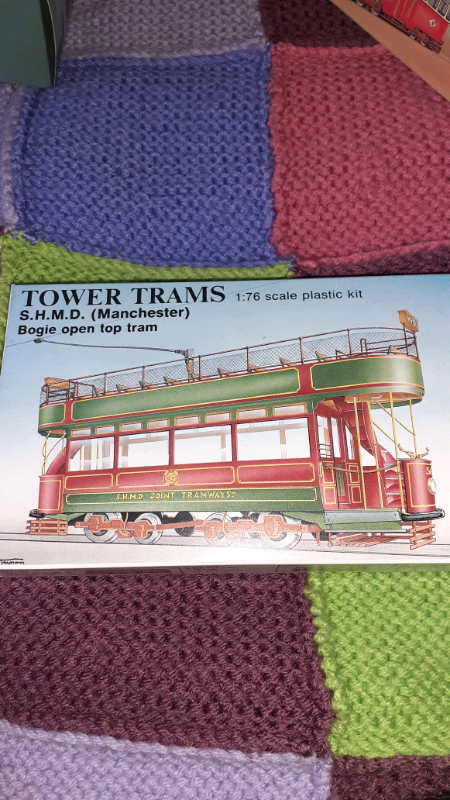 TOWER TRAMS 1:76 scale plastic kit
S.H.M.D. (Manchester)
Bogie open top tram
S.H.M.D. JOINT TRAMWAYS